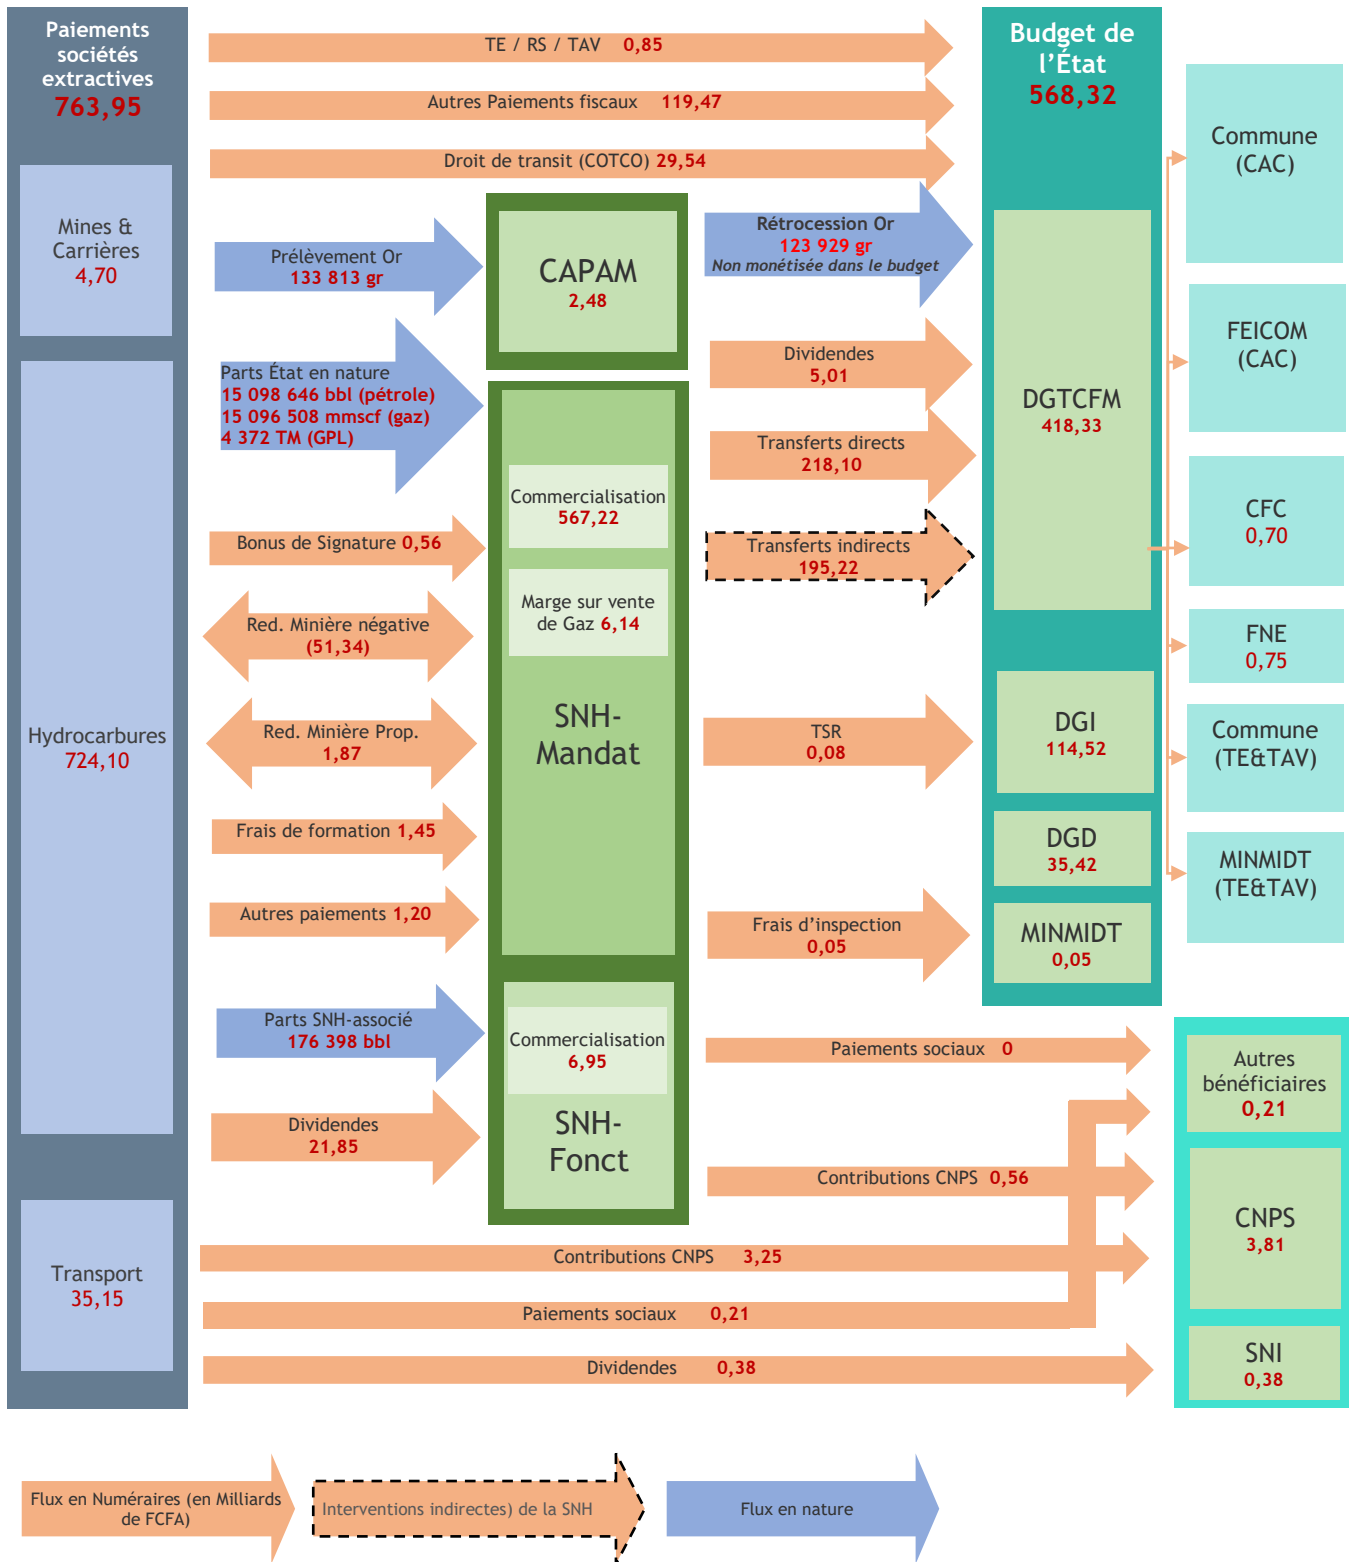 Paiements
sociétés
extractives
763,95
Mines &
Carrières
4,70
Hydrocarbures
724,10
Transport
35,15
TE / RS / TAV 0,85
Autres Paiements fiscaux 119,47
Droit de transit (COTCO) 29,54
Prélèvement Or
133 813 gr
Parts État en nature
15 098 646 bbl (pétrole)
15 096 508 mmscf (gaz)
4 372 TM (GPL)
Bonus de Signature 0,56
Red. Minière négative
(51,34)
Red. Minière Prop.
1,87
Frais de formation 1,45
Autres paiements 1,20
Parts SNH-associé
176 398 bbl
Dividendes
21,85
CAPAM
2,48
Commercialisation
567,22
Marge sur vente
de Gaz 6,14
SNH-
Mandat
Commercialisation
6,95
SNH-
Fonct
Rétrocession Or
123 929 gr
Non monétisée dans le budget
Dividendes
5,01
Transferts directs
218,10
Transferts indirects
195,22
TSR
0,08
Frais d’inspection
0,05
Paiements sociaux 0
Contributions CNPS 0,56
Contributions CNPS 3,25
Paiements sociaux 0,21
Dividendes 0,38
Budget de
l’État
568,32
DGTCFM
418,33
DGI
114,52
DGD
35,42
MINMIDT
0,05
Commune
(CAC)
FEICOM
(CAC)
CFC
0,70
FNE
0,75
Commune
(TE&TAV)
MINMIDT
(TE&TAV)
Autres
bénéficiaires
0,21
CNPS
3,81
SNI
0,38
Flux en Numéraires (en Milliards
de FCFA)
Interventions indirectes) de la SNH
Flux en nature